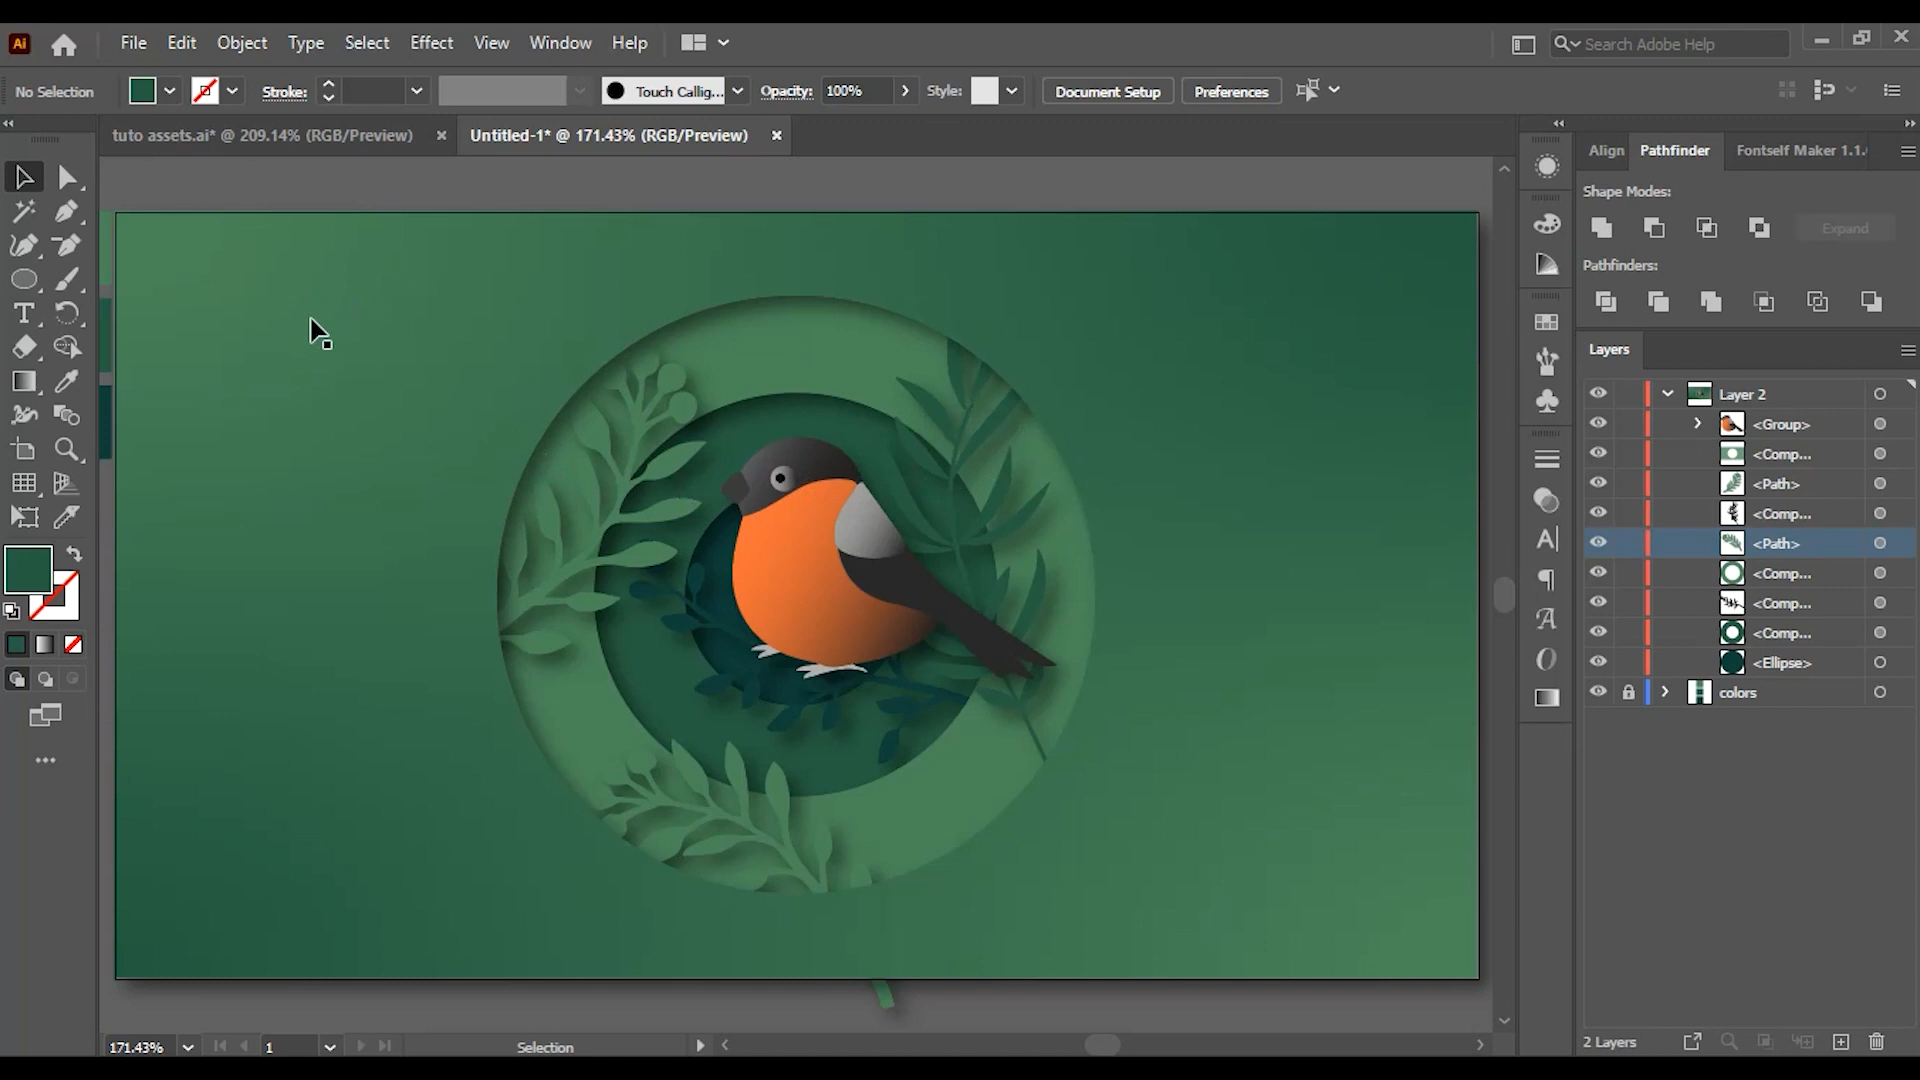 Ai File Edit Object Type Select Effect View Window Help Search Adobe Help
No Selection Stroke: Touch Callig... Opacity: 100% Style: Document Setup Preferences
tuto assets.ai* @ 209.14% (RGB/Preview) Untitled-1* @ 171.43% (RGB/Preview)
Align Pathfinder Fontself Maker 1.1.
Shape Modes:
Expand
Pathfinders:
Layers
Layer 2
<Group>
<Comp...
<Path>
<Comp...
<Path>
<Comp...
<Comp...
<Comp...
<Ellipse>
colors
171.43% 1 Selection
2 Layers